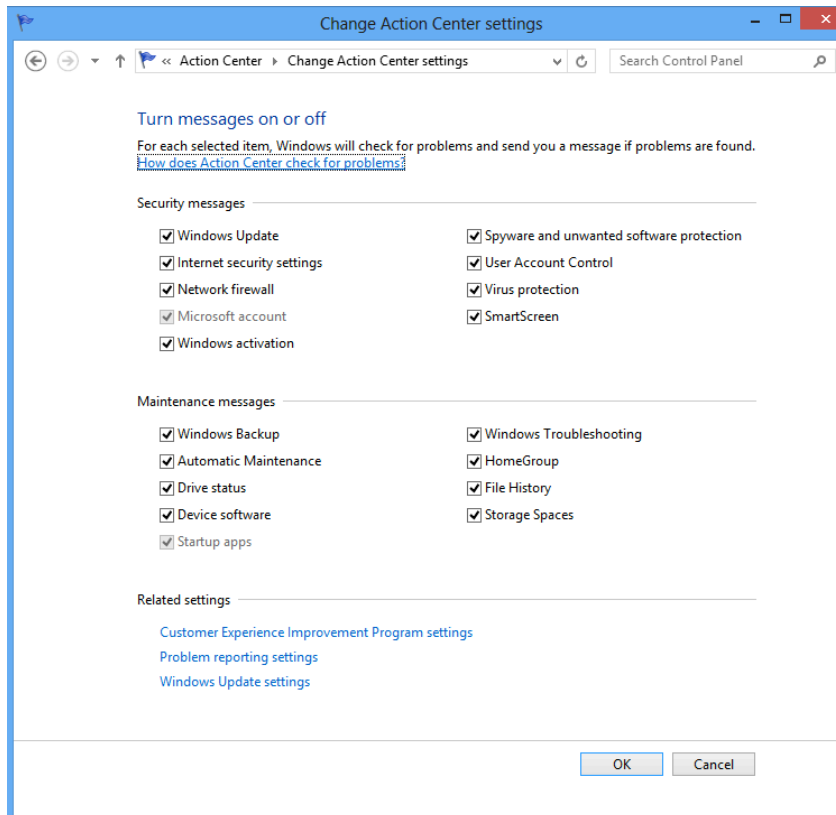 Change Action Center settings
« Action Center ▸ Change Action Center settings
Search Control Panel
Turn messages on or off
For each selected item, Windows will check for problems and send you a message if problems are found.
How does Action Center check for problems?
Security messages
Windows Update
Spyware and unwanted software protection
Internet security settings
User Account Control
Network firewall
Virus protection
Microsoft account
SmartScreen
Windows activation
Maintenance messages
Windows Backup
Windows Troubleshooting
Automatic Maintenance
HomeGroup
Drive status
File History
Device software
Storage Spaces
Startup apps
Related settings
Customer Experience Improvement Program settings
Problem reporting settings
Windows Update settings
OK
Cancel